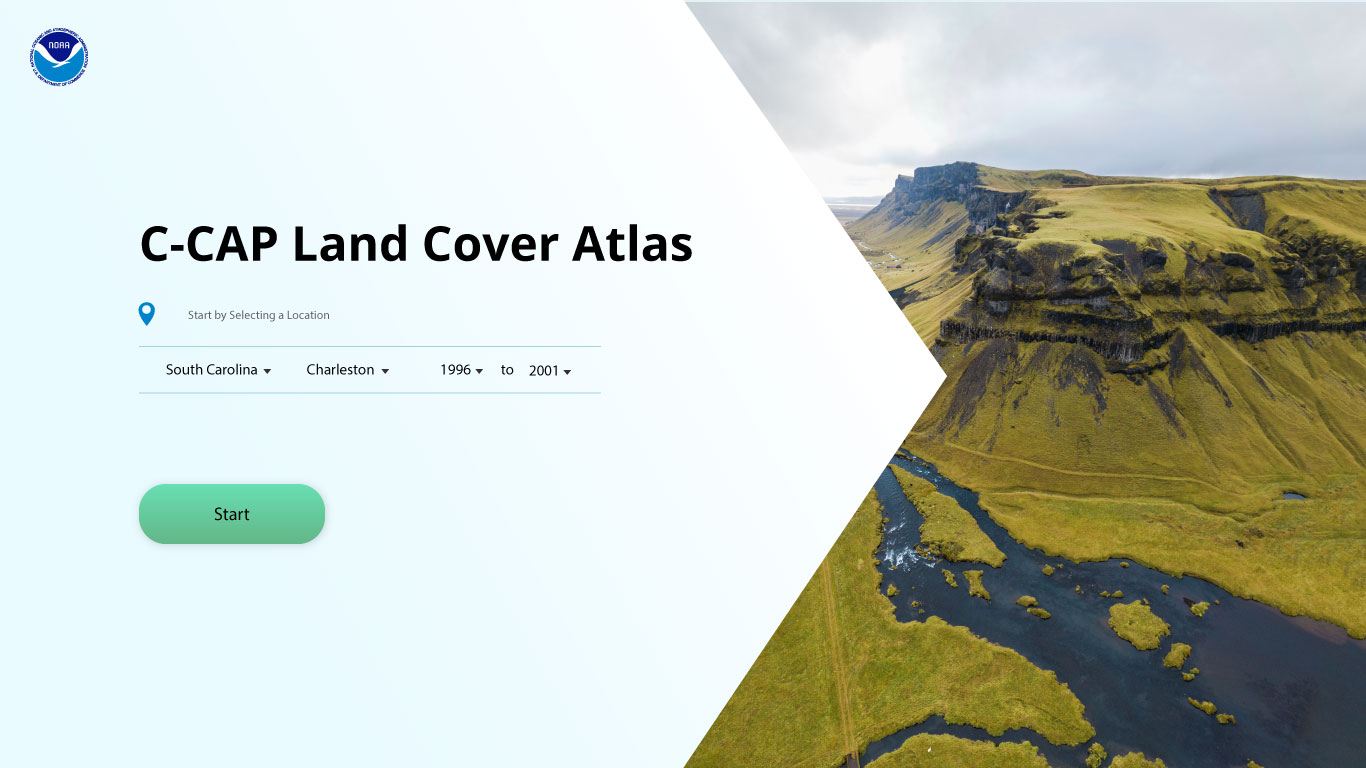 NOAA
C-CAP Land Cover Atlas
Start by Selecting a Location
South Carolina Charleston 1996 to 2001
Start